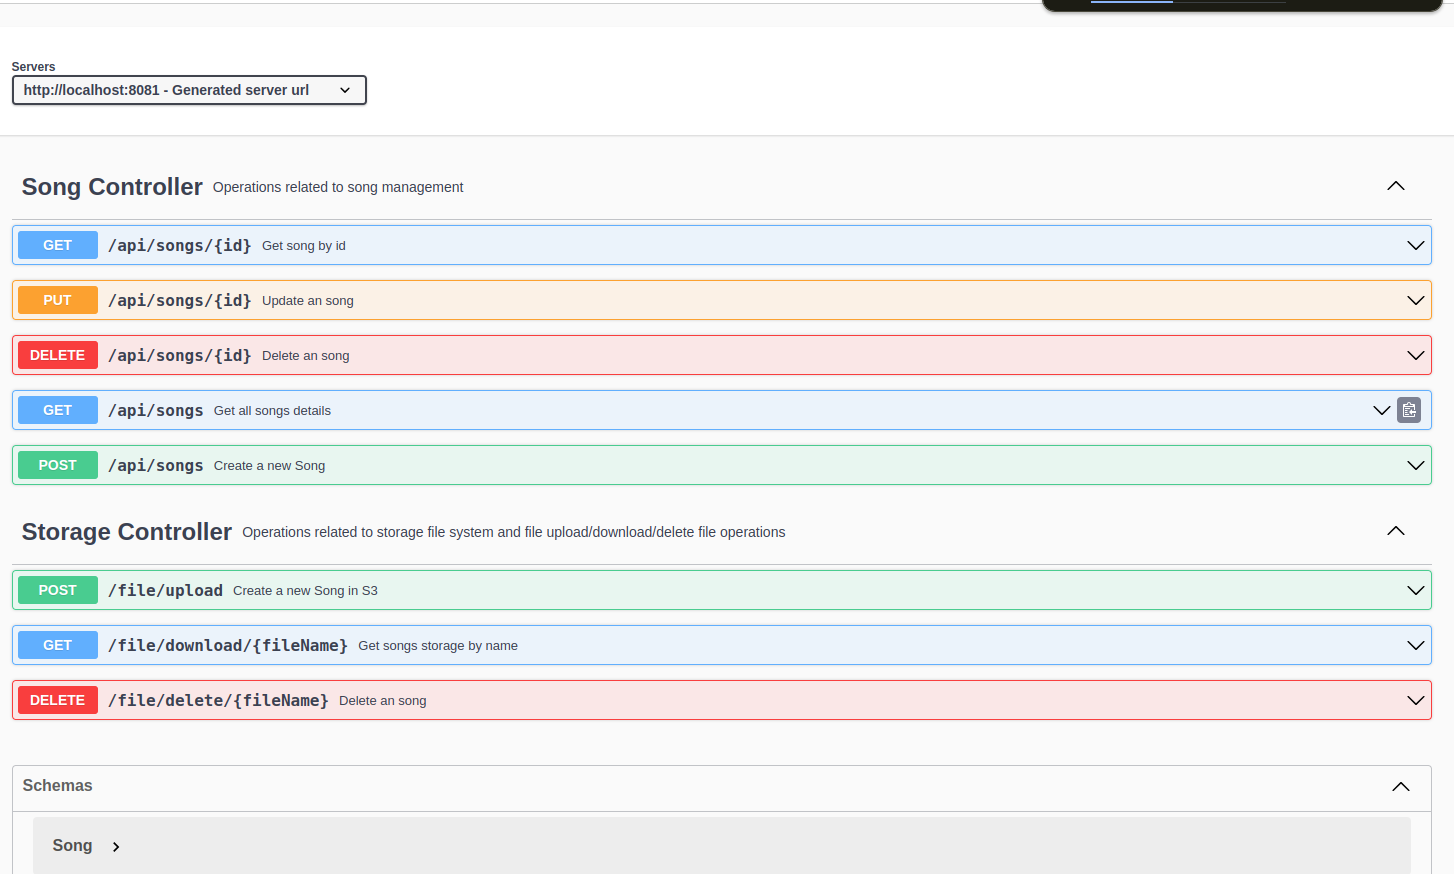 Servers
http://localhost:8081 - Generated server url
Song Controller Operations related to song management
GET /api/songs/{id} Get song by id
PUT /api/songs/{id} Update an song
DELETE /api/songs/{id} Delete an song
GET /api/songs Get all songs details
POST /api/songs Create a new Song
Storage Controller Operations related to storage file system and file upload/download/delete file operations
POST /file/upload Create a new Song in S3
GET /file/download/{fileName} Get songs storage by name
DELETE /file/delete/{fileName} Delete an song
Schemas
Song